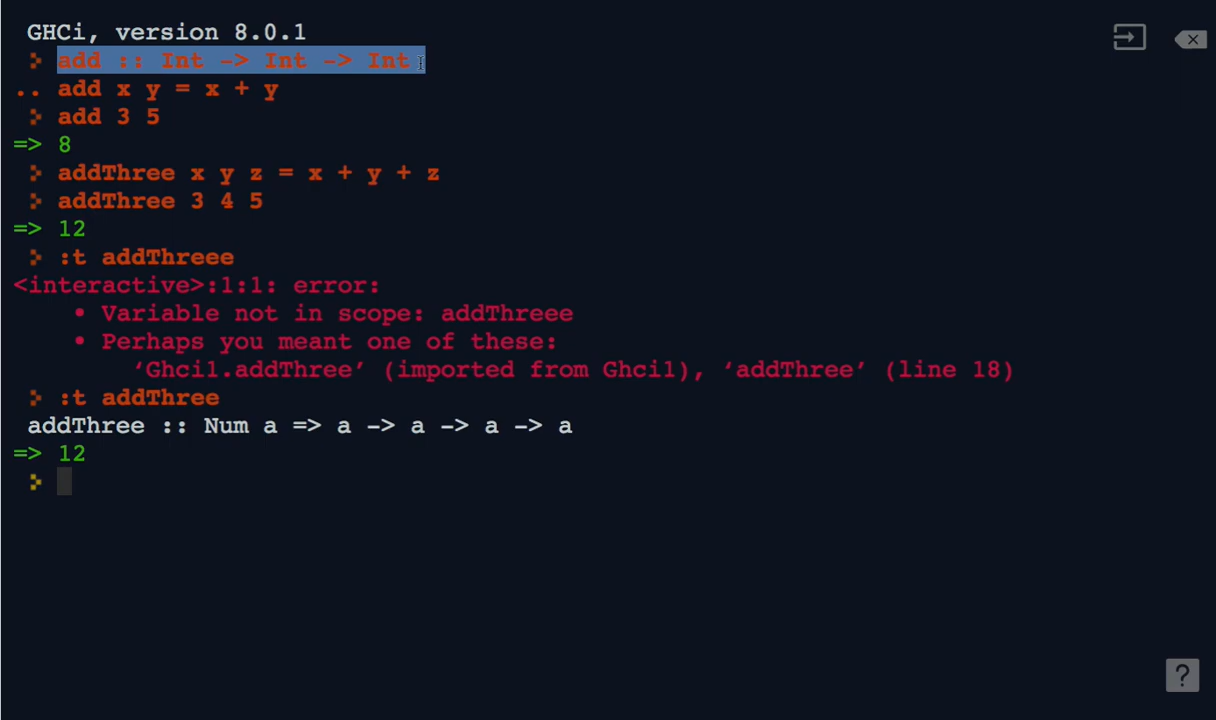 GHCi, version 8.0.1
add :: Int -> Int -> Int
.. add x y = x + y
add 3 5
=> 8
addThree x y z = x + y + z
addThree 3 4 5
=> 12
:t addThreee
<interactive>:1:1: error:
• Variable not in scope: addThreee
• Perhaps you meant one of these:
‘Ghci1.addThree’ (imported from Ghci1), ‘addThree’ (line 18)
:t addThree
addThree :: Num a => a -> a -> a -> a
=> 12
?